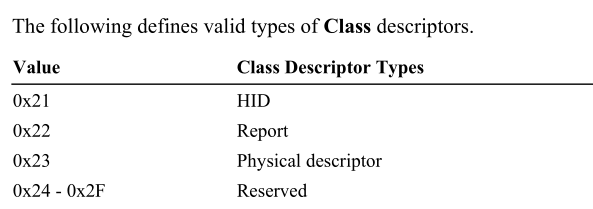 The following defines valid types of Class descriptors.
Value Class Descriptor Types
0x21 HID
0x22 Report
0x23 Physical descriptor
0x24 - 0x2F Reserved